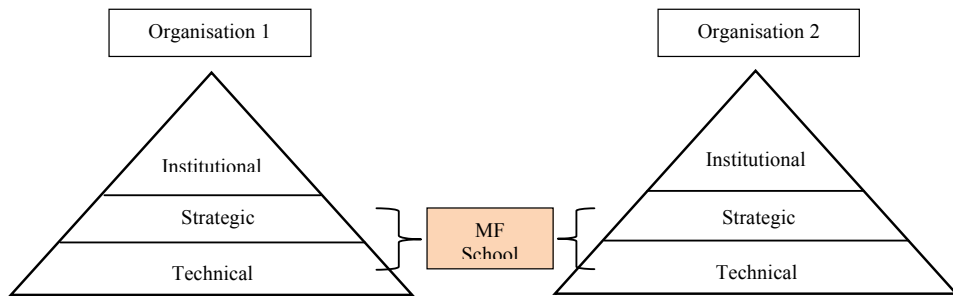 Organisation 1
Organisation 2
Institutional
Institutional
Strategic
Strategic
MF
School
Technical
Technical